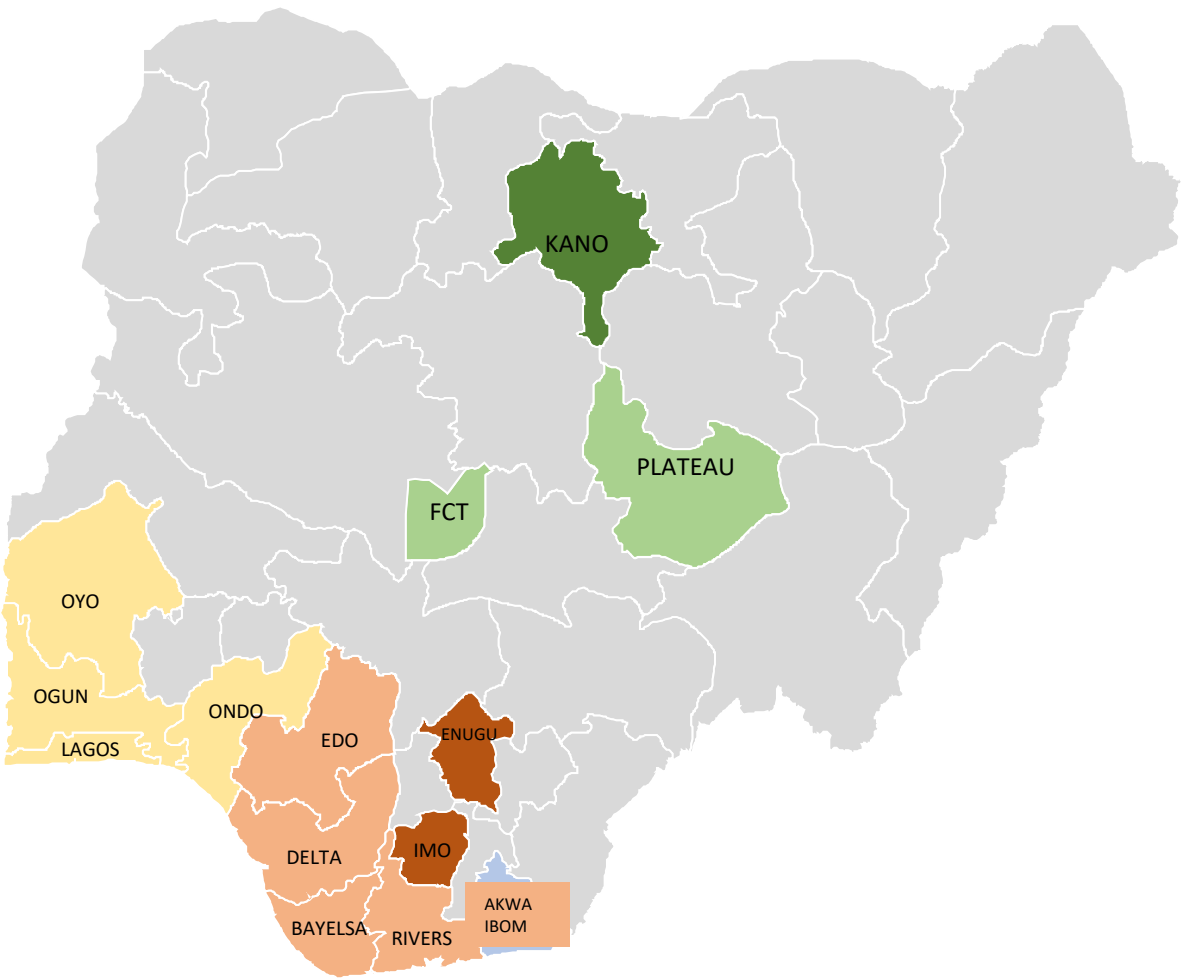 KANO
PLATEAU
FCT
OYO
OGUN
ONDO
LAGOS
EDO
ENUGU
DELTA
IMO
BAYELSA
RIVERS
AKWA
IBOM